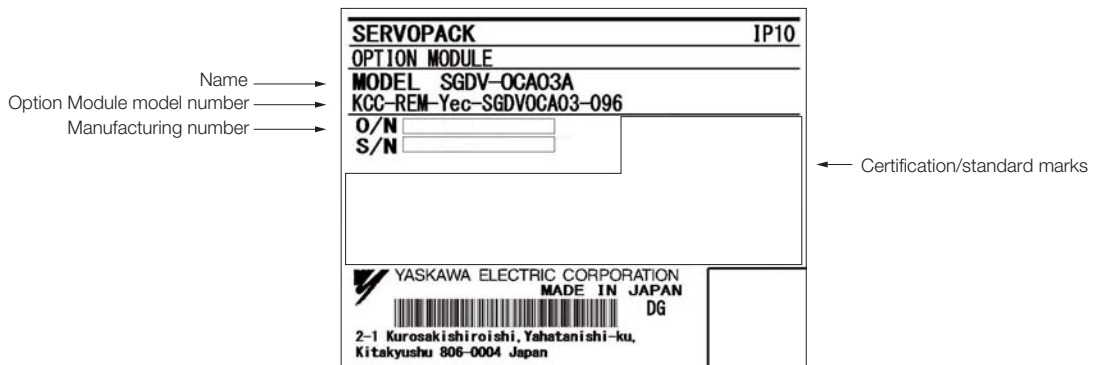 SERVOPACK IP10
OPTION MODULE
Name
MODEL SGDV-OCA03A
Option Module model number
KCC-REM-Yec-SGDVOCA03-096
Manufacturing number
O/N
S/N
Certification/standard marks
YASKAWA ELECTRIC CORPORATION
MADE IN JAPAN
DG
2-1 Kurosakishiroishi, Yahatanishi-ku,
Kitakyushu 806-0004 Japan